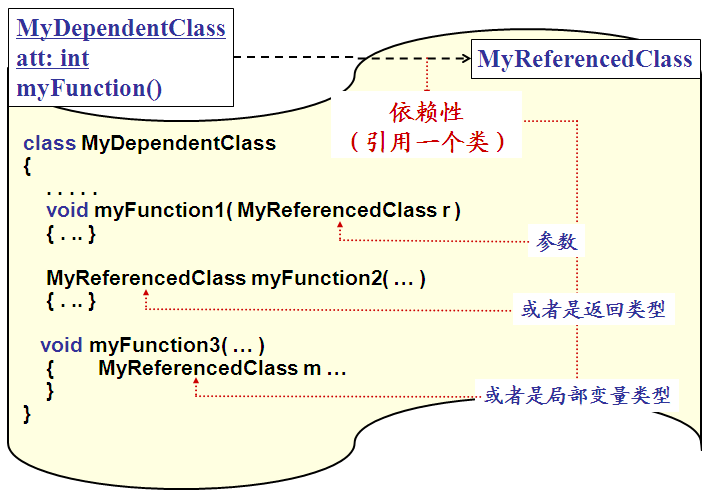 MyDependentClass
att: int
myFunction()
MyReferencedClass
依赖性
（引用一个类）
class MyDependentClass
{
. . . . .
void myFunction1( MyReferencedClass r )
{ . .. }
参数
MyReferencedClass myFunction2( … )
{ . .. }
或者是返回类型
void myFunction3( … )
{ MyReferencedClass m …
}
或者是局部变量类型
}